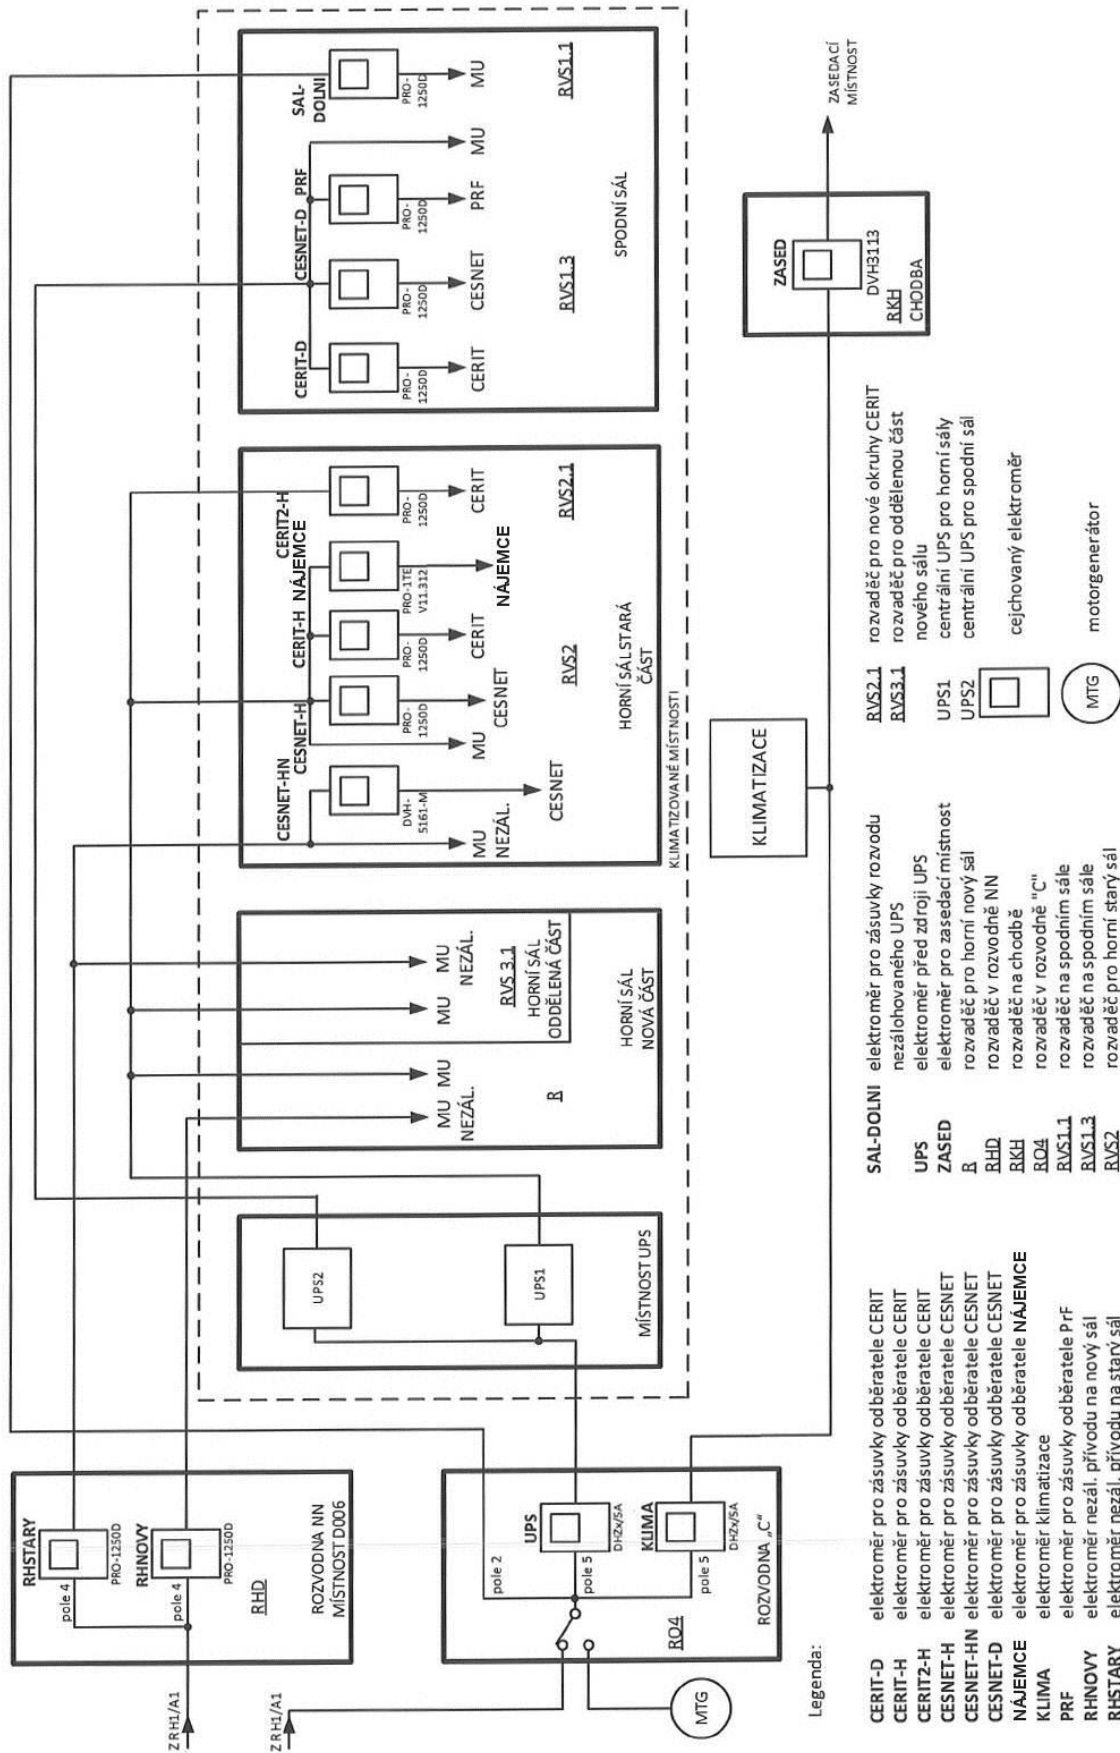 Z RH1/A1
Z RH1/A1
RHSTARY
pole 4
PRO-1250D
RHNOVY
pole 4
PRO-1250D
RHD
ROZVODNA NN
MÍSTNOST D006
pole 2
UPS
pole 5
DHZx/5A
KLIMA
pole 5
DHZx/5A
RO4
ROZVODNA „C"
MTG
UPS2
UPS1
MÍSTNOST UPS
MU
NEZÁL.
MU
R
HORNÍ SÁL
NOVÁ ČÁST
MU
MU
NEZÁL.
RVS 3.1
HORNÍ SÁL
ODDĚLENÁ ČÁST
CESNET-HN
DVH-
5161-M
MU
NEZÁL.
CESNET
CESNET-H
PRO-
1250D
MU
CESNET
CERIT-H
PRO-
1250D
CERIT
NÁJEMCE
PRO-1TE
V11.312
NÁJEMCE
CERIT2-H
PRO-
1250D
CERIT
RVS2
RVS2.1
HORNÍ SÁL STARÁ
ČÁST
KLIMATIZOVANÉ MÍSTNOSTI
CERIT-D
PRO-
1250D
CERIT
CESNET-D
PRO-
1250D
CESNET
PRF
PRO-
1250D
PRF
MU
SAL-
DOLNI
PRO-
1250D
MU
RVS1.3
RVS1.1
SPODNÍ SÁL
KLIMATIZACE
ZASED
DVH3113
RKH
CHODBA
ZASEDACÍ
MÍSTNOST
Legenda:
CERIT-D elektroměr pro zásuvky odběratele CERIT
CERIT-H elektroměr pro zásuvky odběratele CERIT
CERIT2-H elektroměr pro zásuvky odběratele CERIT
CESNET-H elektroměr pro zásuvky odběratele CESNET
CESNET-HN elektroměr pro zásuvky odběratele CESNET
CESNET-D elektroměr pro zásuvky odběratele CESNET
NÁJEMCE elektroměr pro zásuvky odběratele NÁJEMCE
KLIMA elektroměr klimatizace
PRF elektroměr pro zásuvky odběratele PrF
RHNOVY elektroměr nezál. přívodu na nový sál
RHSTARY elektroměr nezál. přívodu na starý sál
SAL-DOLNI elektroměr pro zásuvky rozvodu
nezálohovaného UPS
UPS elektroměr před zdroji UPS
ZASED elektroměr pro zasedací místnost
R rozvaděč pro horní nový sál
RHD rozvaděč v rozvodně NN
RKH rozvaděč na chodbě
RO4 rozvaděč v rozvodně "C"
RVS1.1 rozvaděč na spodním sále
RVS1.3 rozvaděč na spodním sále
RVS2 rozvaděč pro horní starý sál
RVS2.1 rozvaděč pro nové okruhy CERIT
RVS3.1 rozvaděč pro oddělenou část
nového sálu
UPS1 centrální UPS pro horní sály
UPS2 centrální UPS pro spodní sál
cejchovaný elektroměr
MTG motorgenerátor